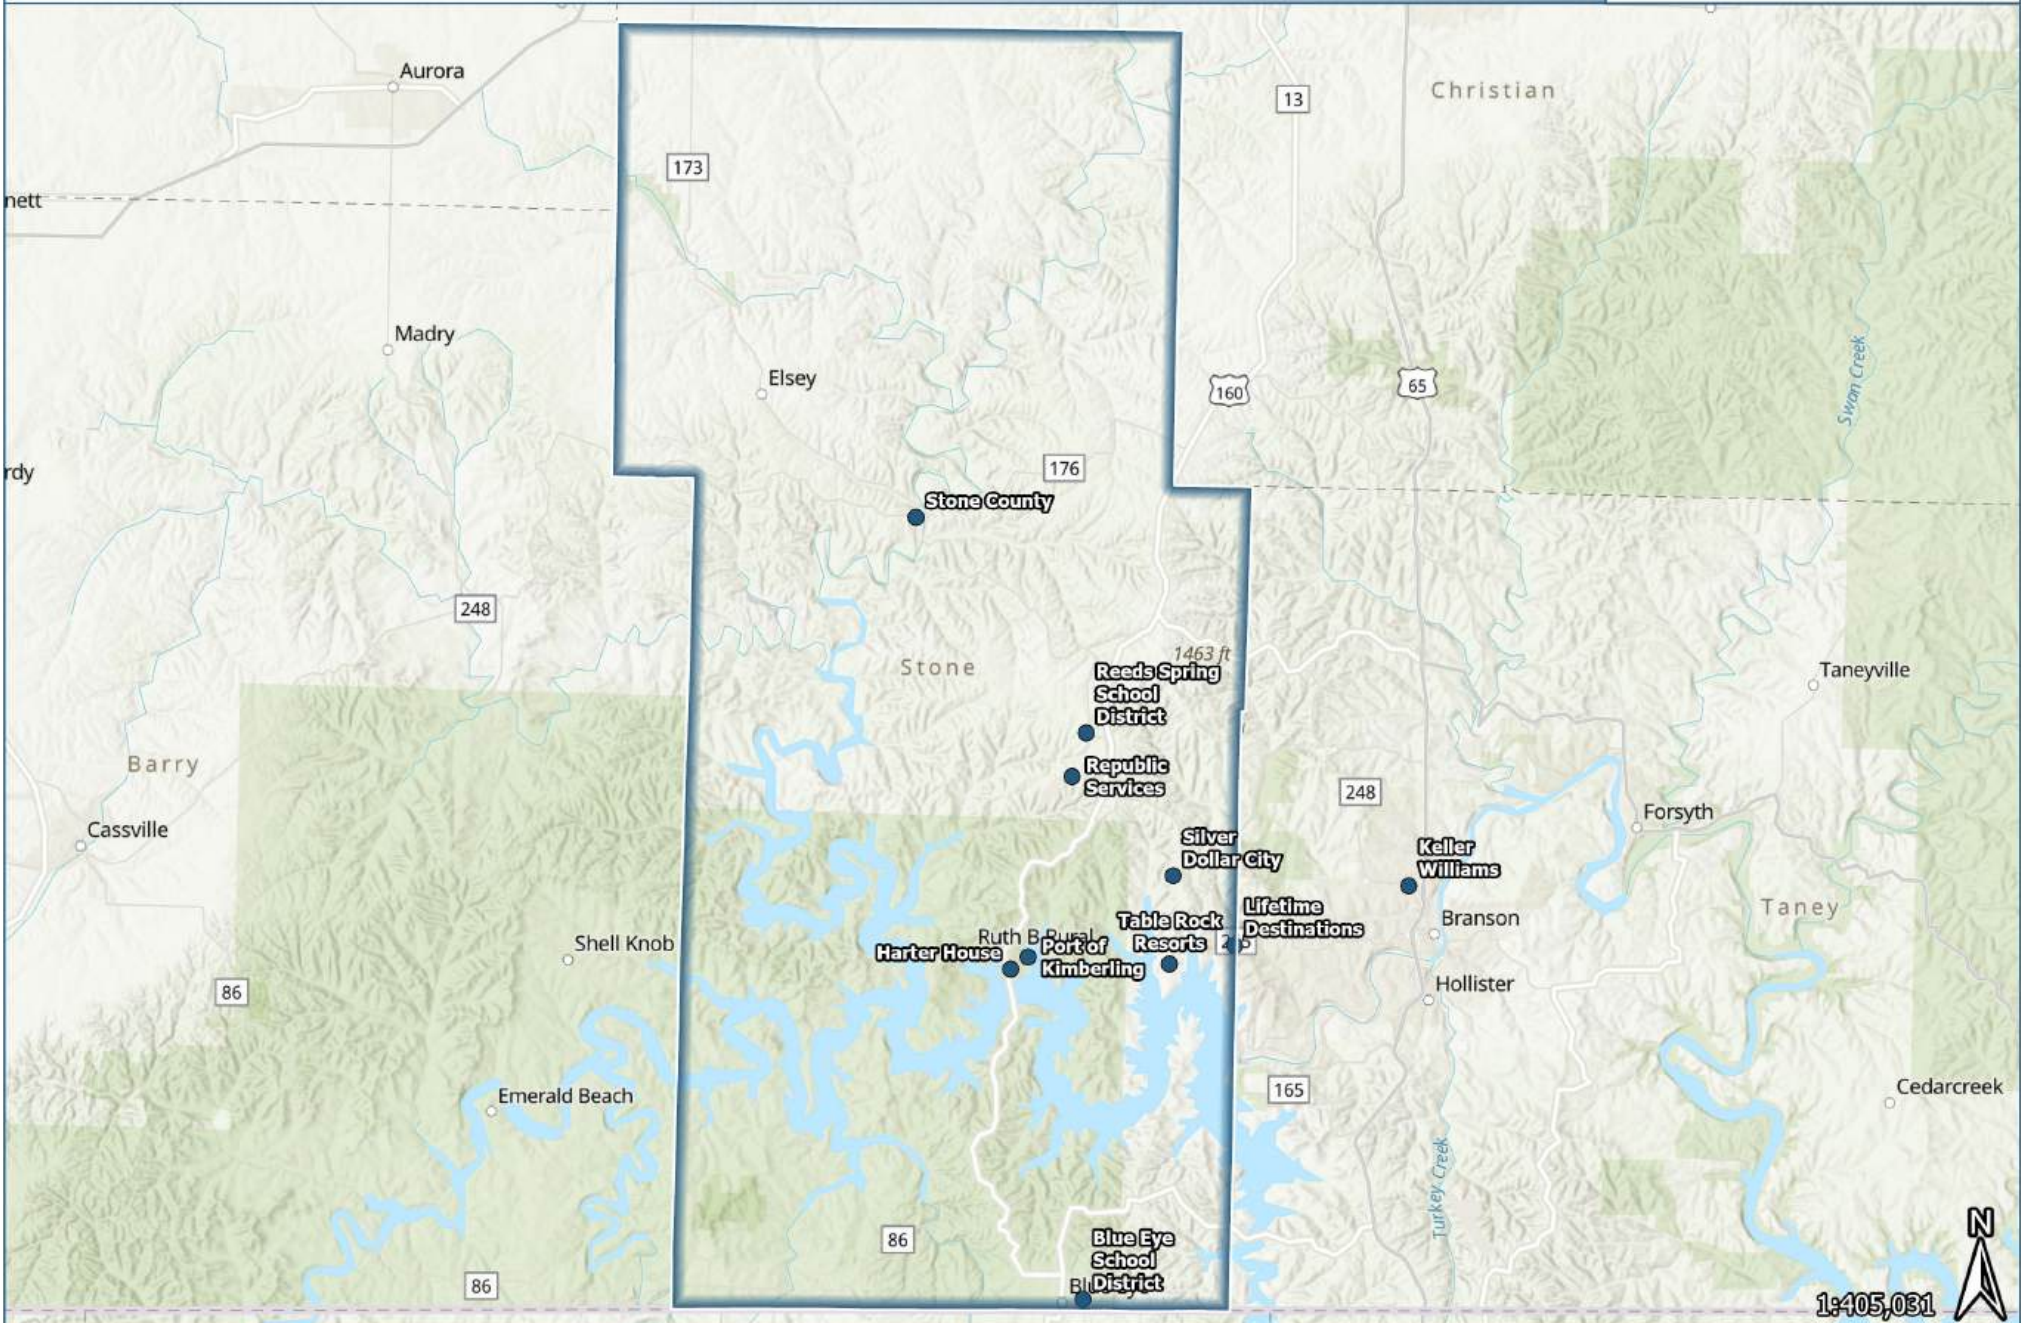 Aurora
Christian
13
173
nett
Madry
Elsey
160
65
Swan Creek
rdy
176
Stone County
248
1463 ft
Stone
Reeds Spring
School
District
Taneyville
Barry
Republic
Services
248
Forsyth
Cassville
Silver
Dollar City
Keller
Williams
Lifetime
Destinations
Taney
Branson
Table Rock
Resorts
Ruth B Rural
Shell Knob
Harter House
Port of
Kimberling
86
Hollister
165
Cedarcreek
Emerald Beach
Turkey Creek
86
Blue Eye
School
District
86
N
1:405,031